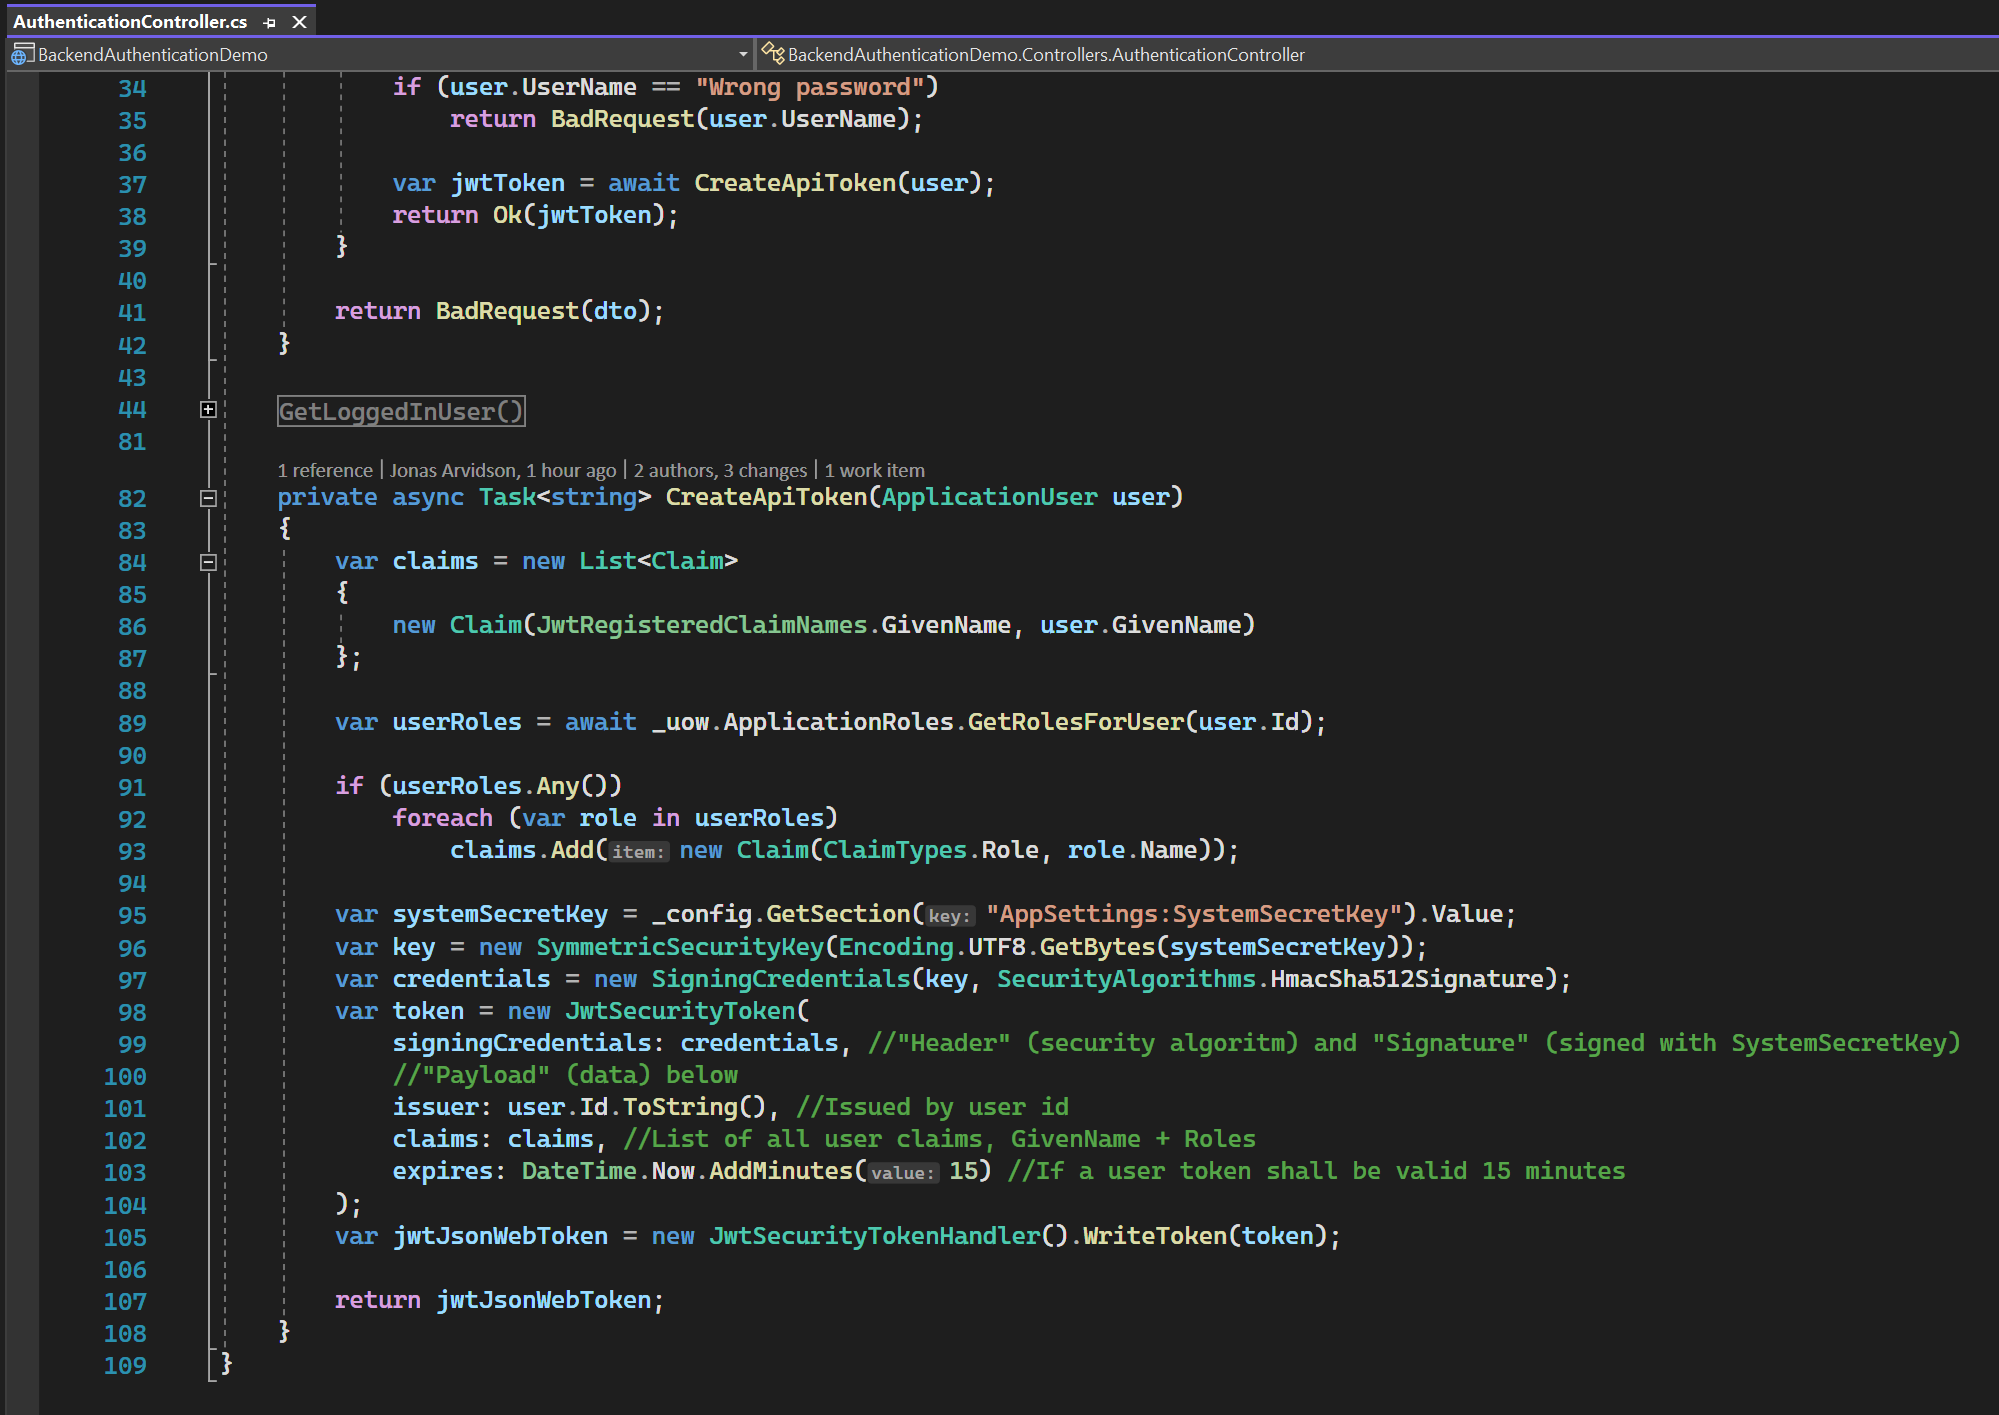 AuthenticationController.cs
BackendAuthenticationDemo BackendAuthenticationDemo.Controllers.AuthenticationController
34 if (user.UserName == "Wrong password")
35 return BadRequest(user.UserName);
36
37 var jwtToken = await CreateApiToken(user);
38 return Ok(jwtToken);
39 }
40
41 return BadRequest(dto);
42 }
43
44 GetLoggedInUser()
81
1 reference | Jonas Arvidson, 1 hour ago | 2 authors, 3 changes | 1 work item
82 private async Task<string> CreateApiToken(ApplicationUser user)
83 {
84 var claims = new List<Claim>
85 {
86 new Claim(JwtRegisteredClaimNames.GivenName, user.GivenName)
87 };
88
89 var userRoles = await _uow.ApplicationRoles.GetRolesForUser(user.Id);
90
91 if (userRoles.Any())
92 foreach (var role in userRoles)
93 claims.Add(item: new Claim(ClaimTypes.Role, role.Name));
94
95 var systemSecretKey = _config.GetSection(key: "AppSettings:SystemSecretKey").Value;
96 var key = new SymmetricSecurityKey(Encoding.UTF8.GetBytes(systemSecretKey));
97 var credentials = new SigningCredentials(key, SecurityAlgorithms.HmacSha512Signature);
98 var token = new JwtSecurityToken(
99 signingCredentials: credentials, //"Header" (security algoritm) and "Signature" (signed with SystemSecretKey)
100 //"Payload" (data) below
101 issuer: user.Id.ToString(), //Issued by user id
102 claims: claims, //List of all user claims, GivenName + Roles
103 expires: DateTime.Now.AddMinutes(value: 15) //If a user token shall be valid 15 minutes
104 );
105 var jwtJsonWebToken = new JwtSecurityTokenHandler().WriteToken(token);
106
107 return jwtJsonWebToken;
108 }
109 }